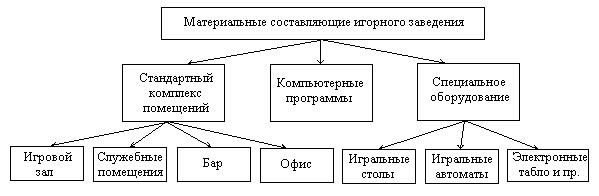 Материальные составляющие игорного заведения
Стандартный
комплекс
помещений
Компьютерные
программы
Специальное
оборудование
Игровой
зал
Служебные
помещения
Бар
Офис
Игральные
столы
Игральные
автоматы
Электронные
табло и пр.